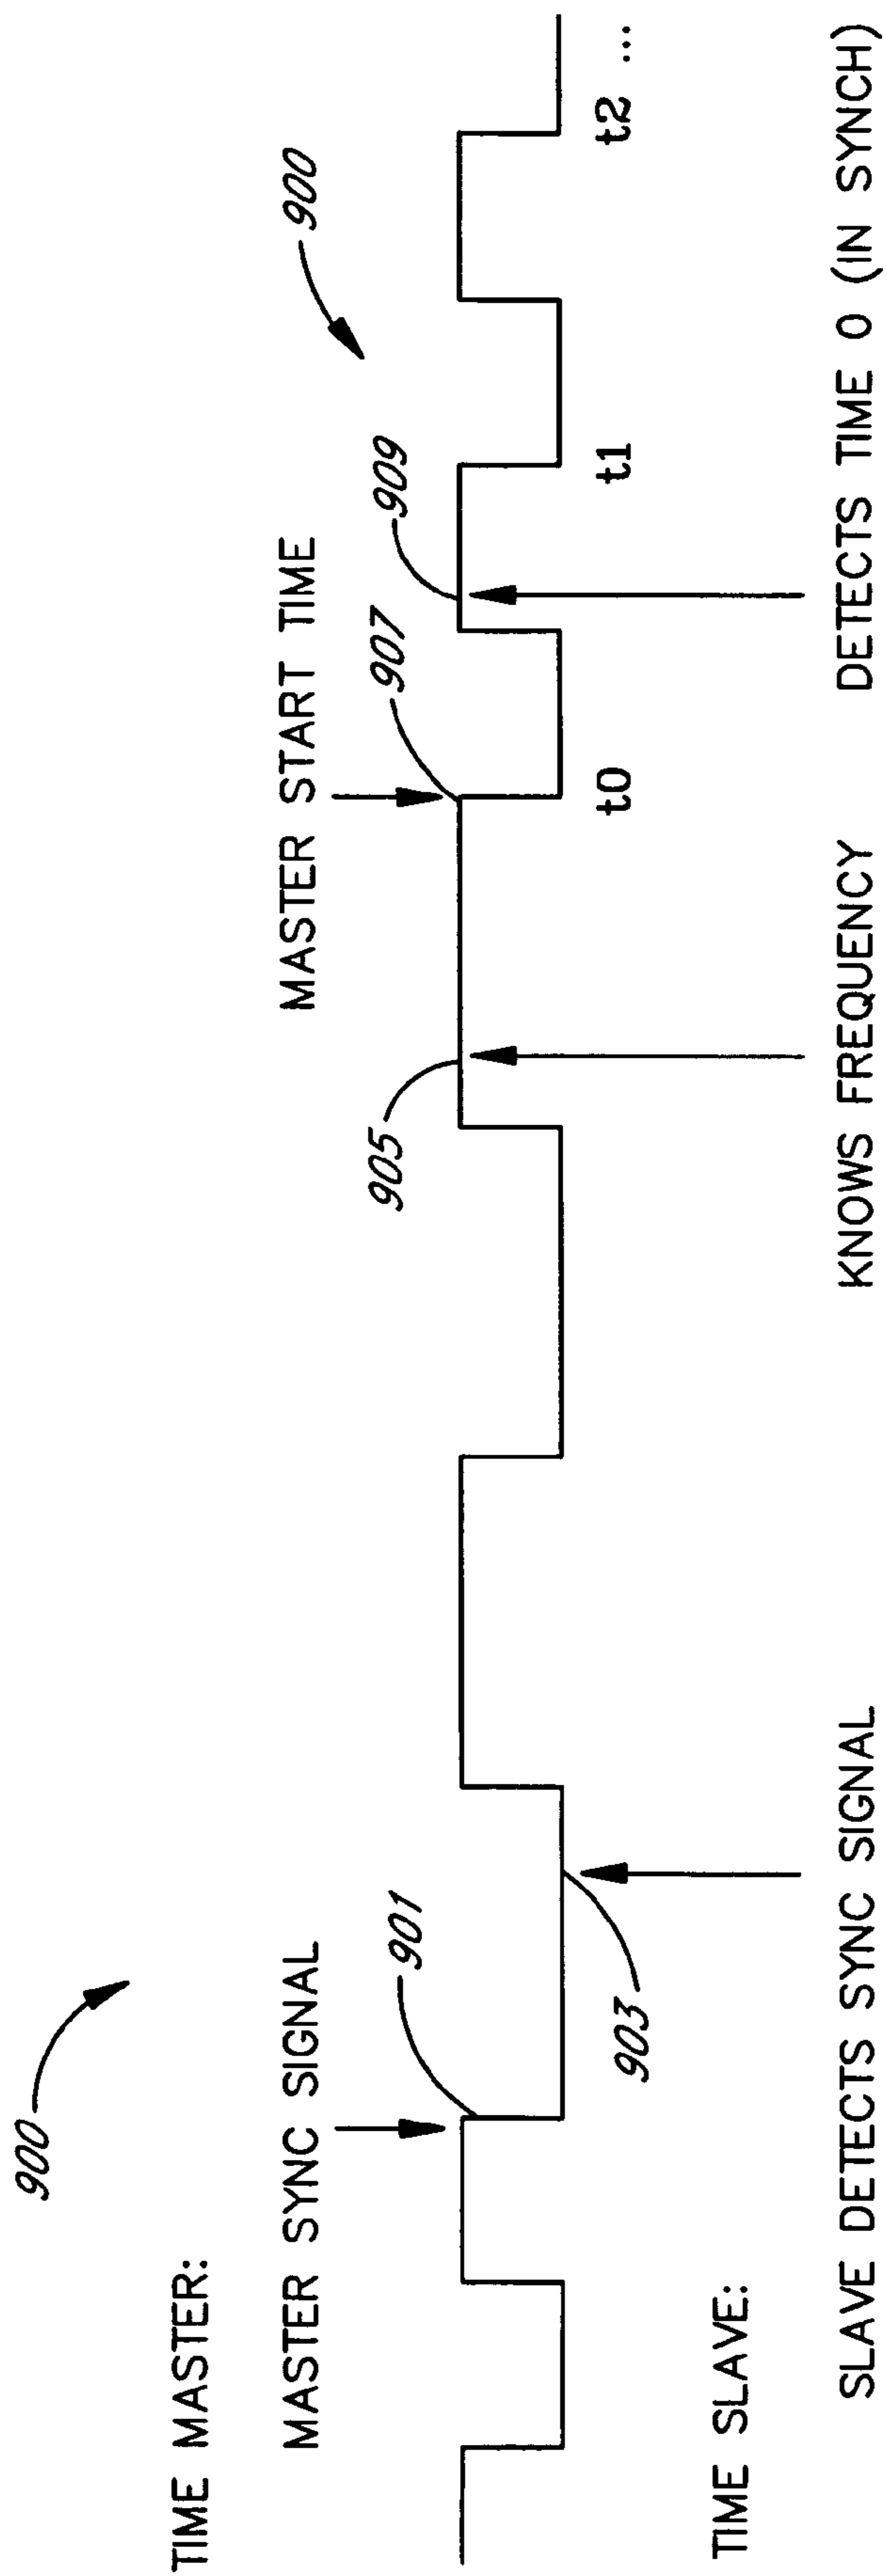 900
TIME MASTER:
MASTER SYNC SIGNAL
MASTER START TIME
900
901
905
907
909
903
t0
t1
t2 ...
TIME SLAVE:
SLAVE DETECTS SYNC SIGNAL
KNOWS FREQUENCY
DETECTS TIME 0 (IN SYNCH)